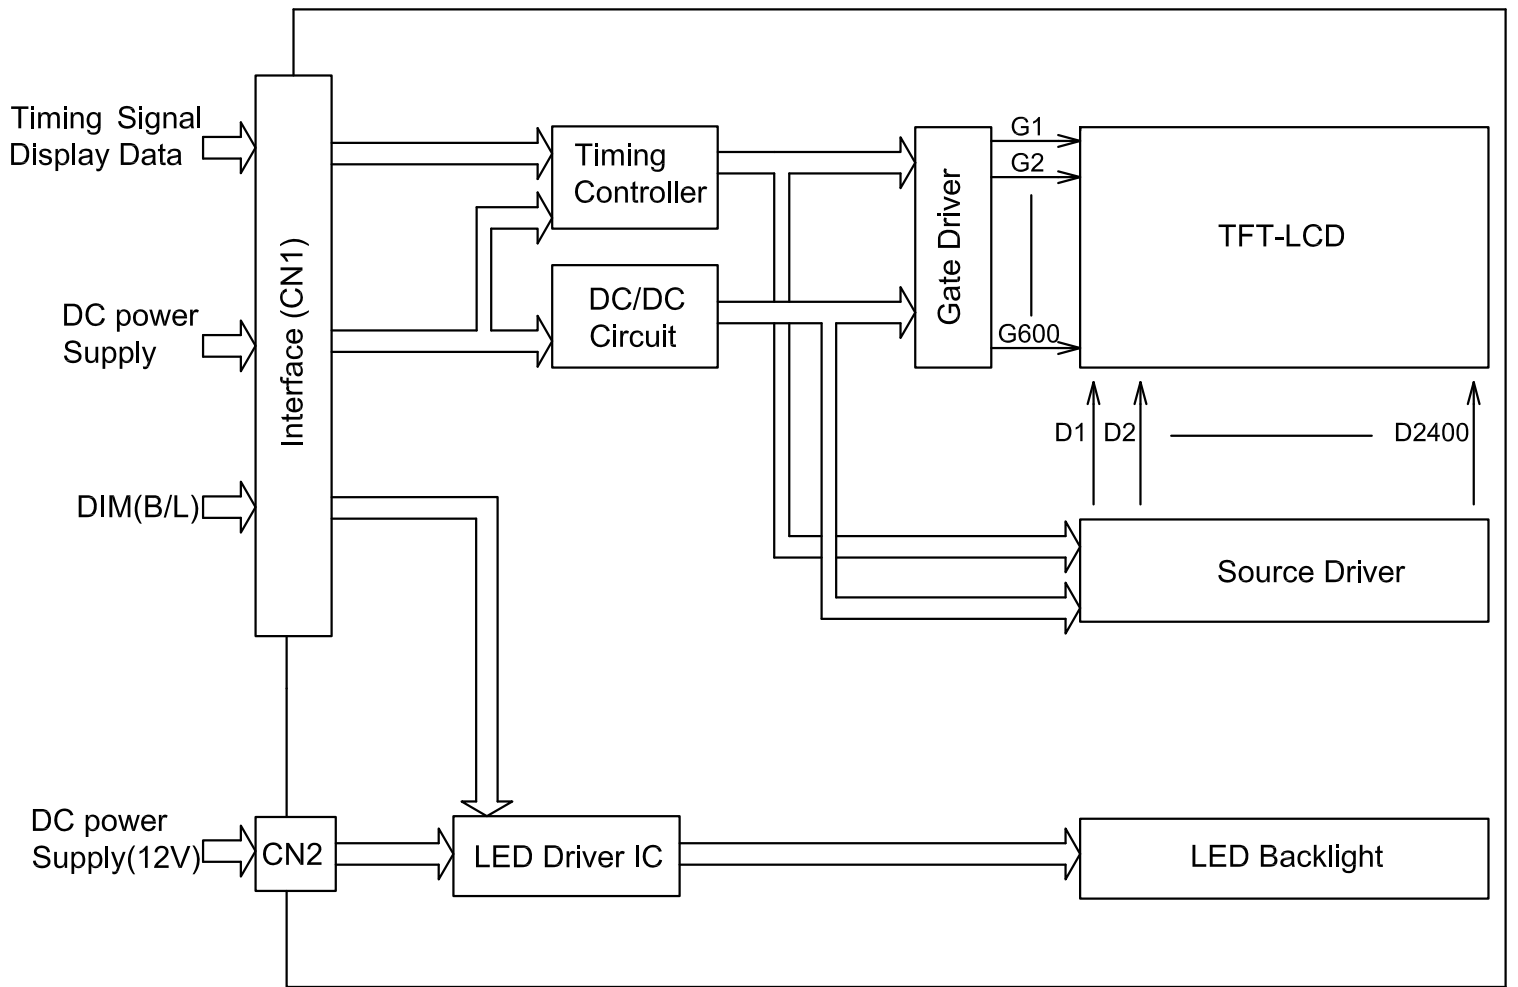 Timing Signal
Display Data
DC power
Supply
DIM(B/L)
DC power
Supply(12V)
Interface (CN1)
CN2
Timing
Controller
DC/DC
Circuit
LED Driver IC
Gate Driver
G1
G2
G600
TFT-LCD
D1
D2
D2400
Source Driver
LED Backlight